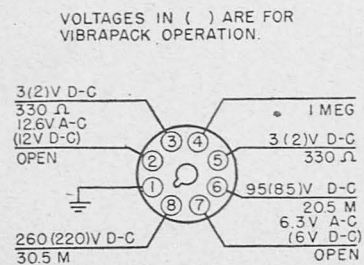 VOLTAGES IN ( ) ARE FOR
VIBRAPACK OPERATION.
3(2)V D-C
330 Ω
12.6V A-C
(12V D-C)
OPEN
1 MEG
3(2)V D-C
330 Ω
95(85)V D-C
20.5 M
6.3V A-C
(6V D-C)
OPEN
260(220)V D-C
30.5 M
3
4
2
5
1
6
8
7